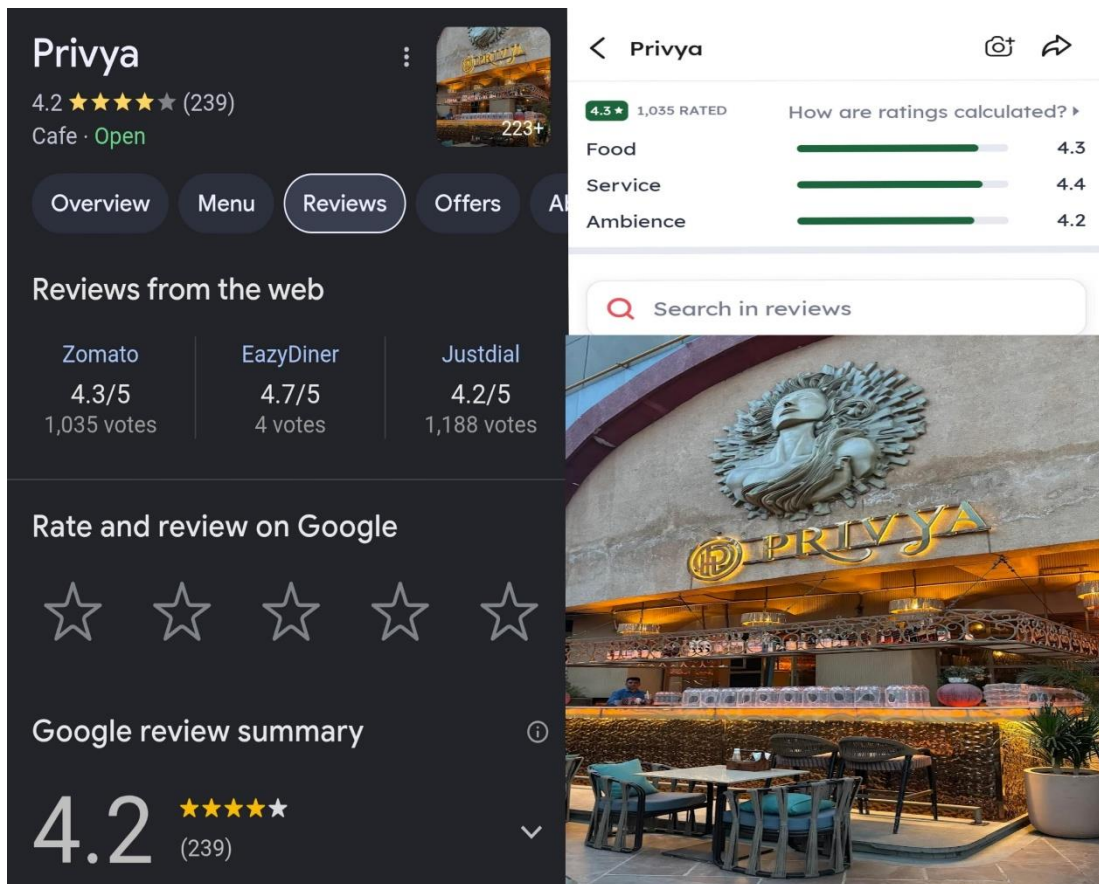 Privya
4.2 ★★★★★ (239)
Cafe · Open
223+
Overview Menu Reviews Offers
Reviews from the web
Zomato EazyDiner Justdial
4.3/5 4.7/5 4.2/5
1,035 votes 4 votes 1,188 votes
Rate and review on Google
Google review summary
4.2
(239)
Privya
4.3★ 1,035 RATED How are ratings calculated?
Food 4.3
Service 4.4
Ambience 4.2
Search in reviews
PRIVYA